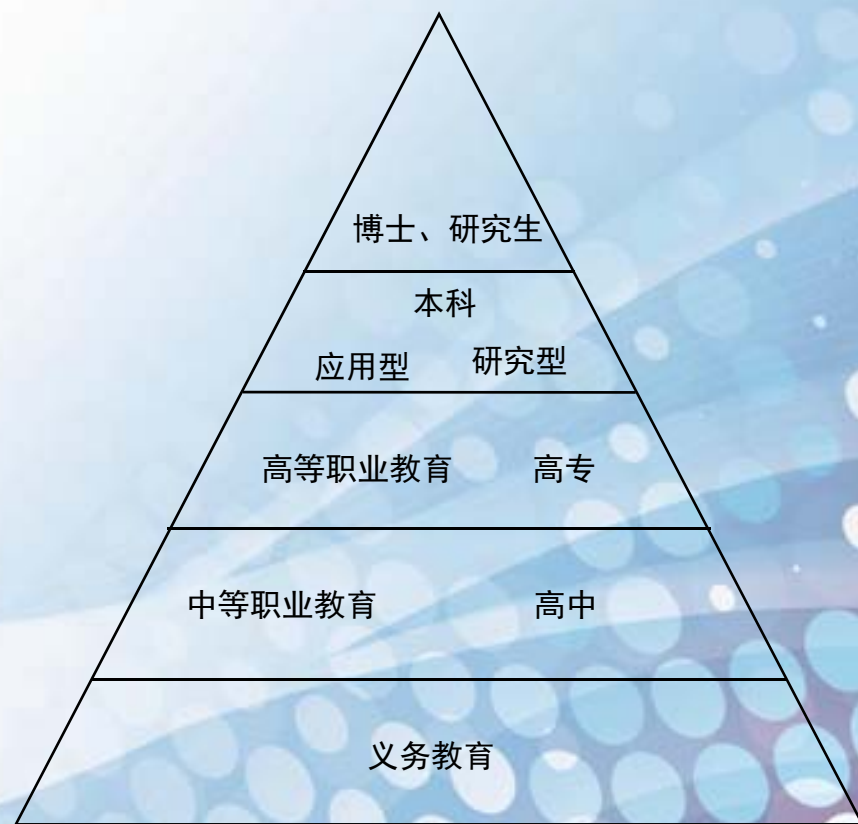 博士、研究生
本科
应用型 研究型
高等职业教育 高专
中等职业教育 高中
义务教育